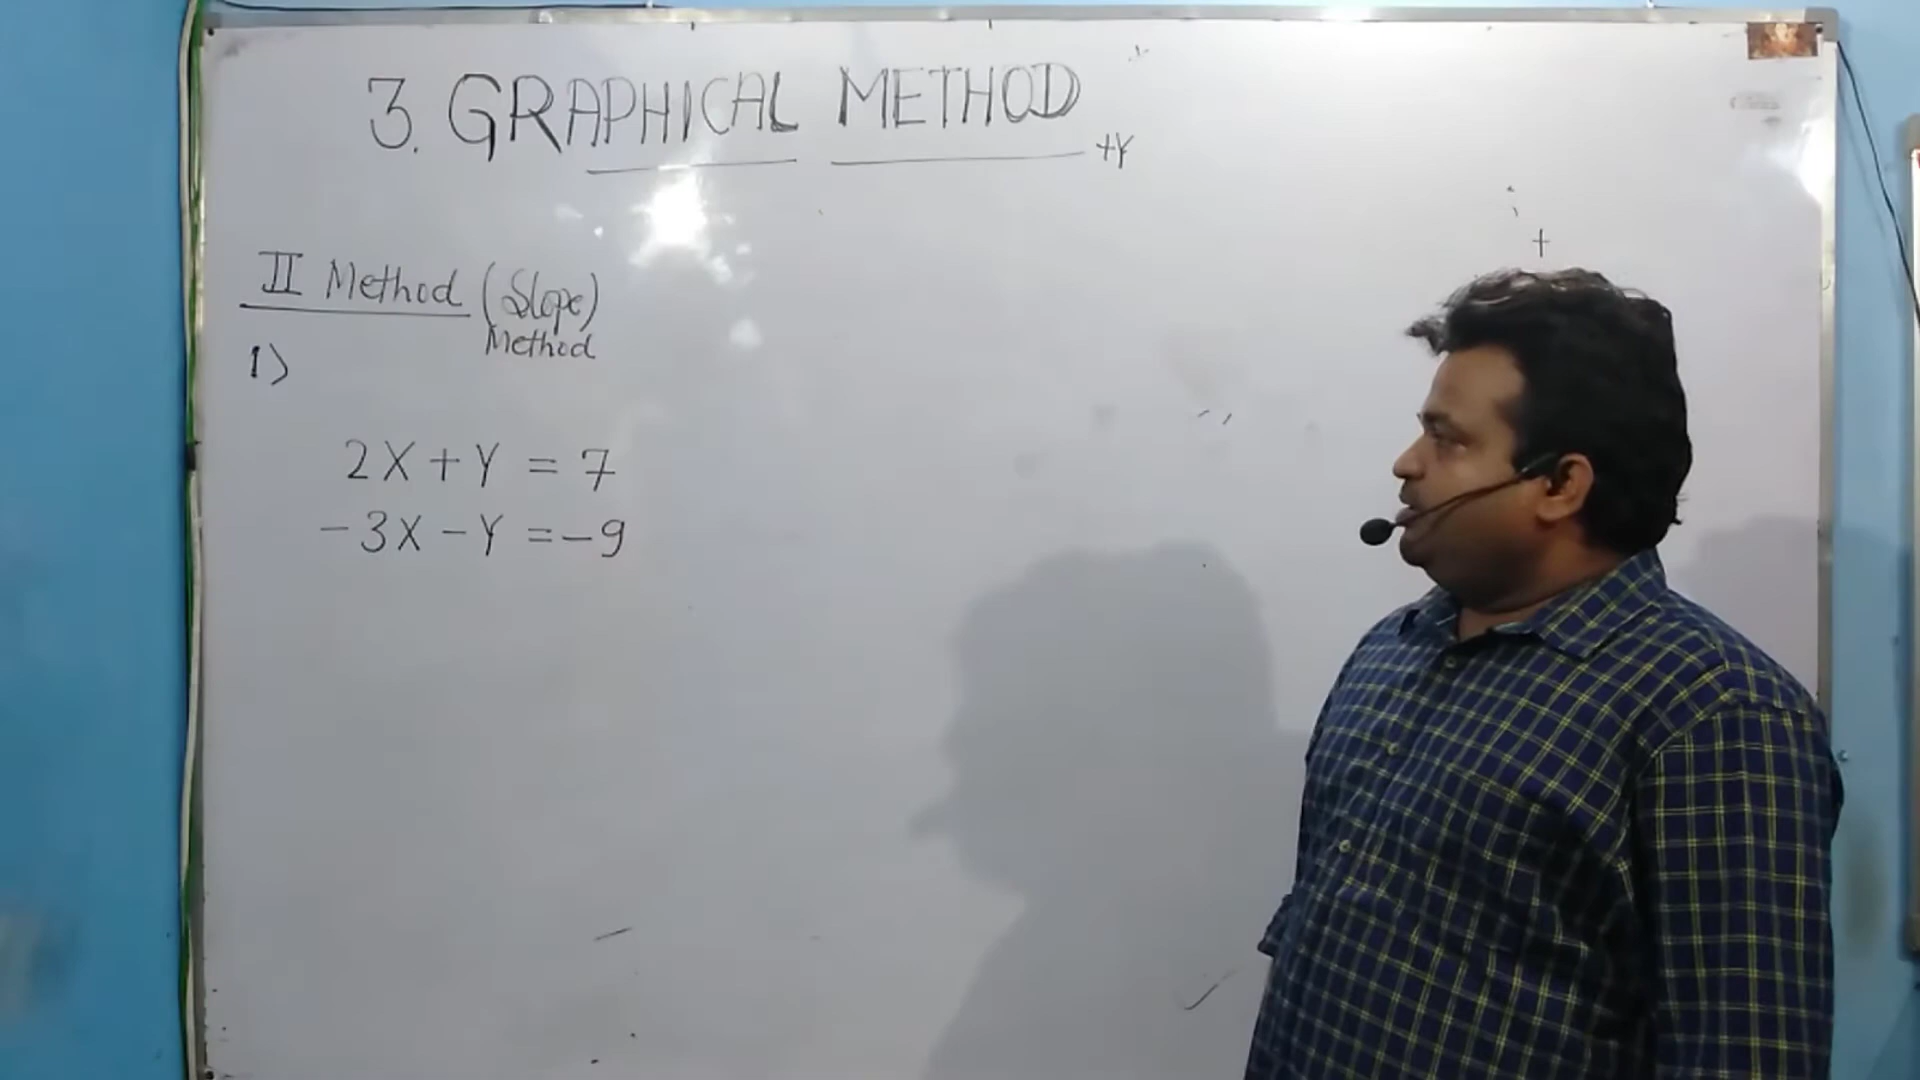 3. GRAPHICAL METHOD
+Y
II Method (Slope)
Method
1)
2X + Y = 7
- 3X - Y = - 9
+